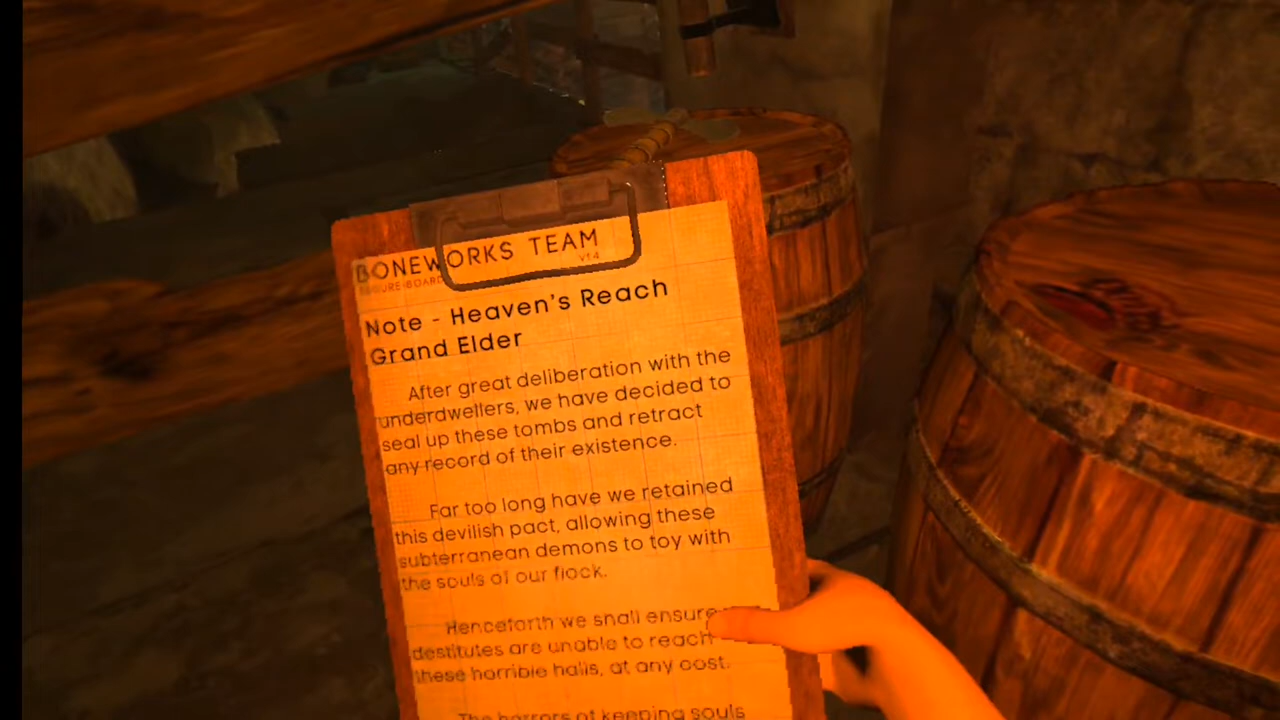 BONEWORKS TEAM
V1.4
Note - Heaven's Reach
Grand Elder
After great deliberation with the
underdwellers, we have decided to
seal up these tombs and retract
any record of their existence.
Far too long have we retained
this devilish pact, allowing these
subterranean demons to toy with
the souls of our flock.
Henceforth we shall ensure
destitutes are unable to reach
these horrible halls, at any cost.
The horrors of keeping souls